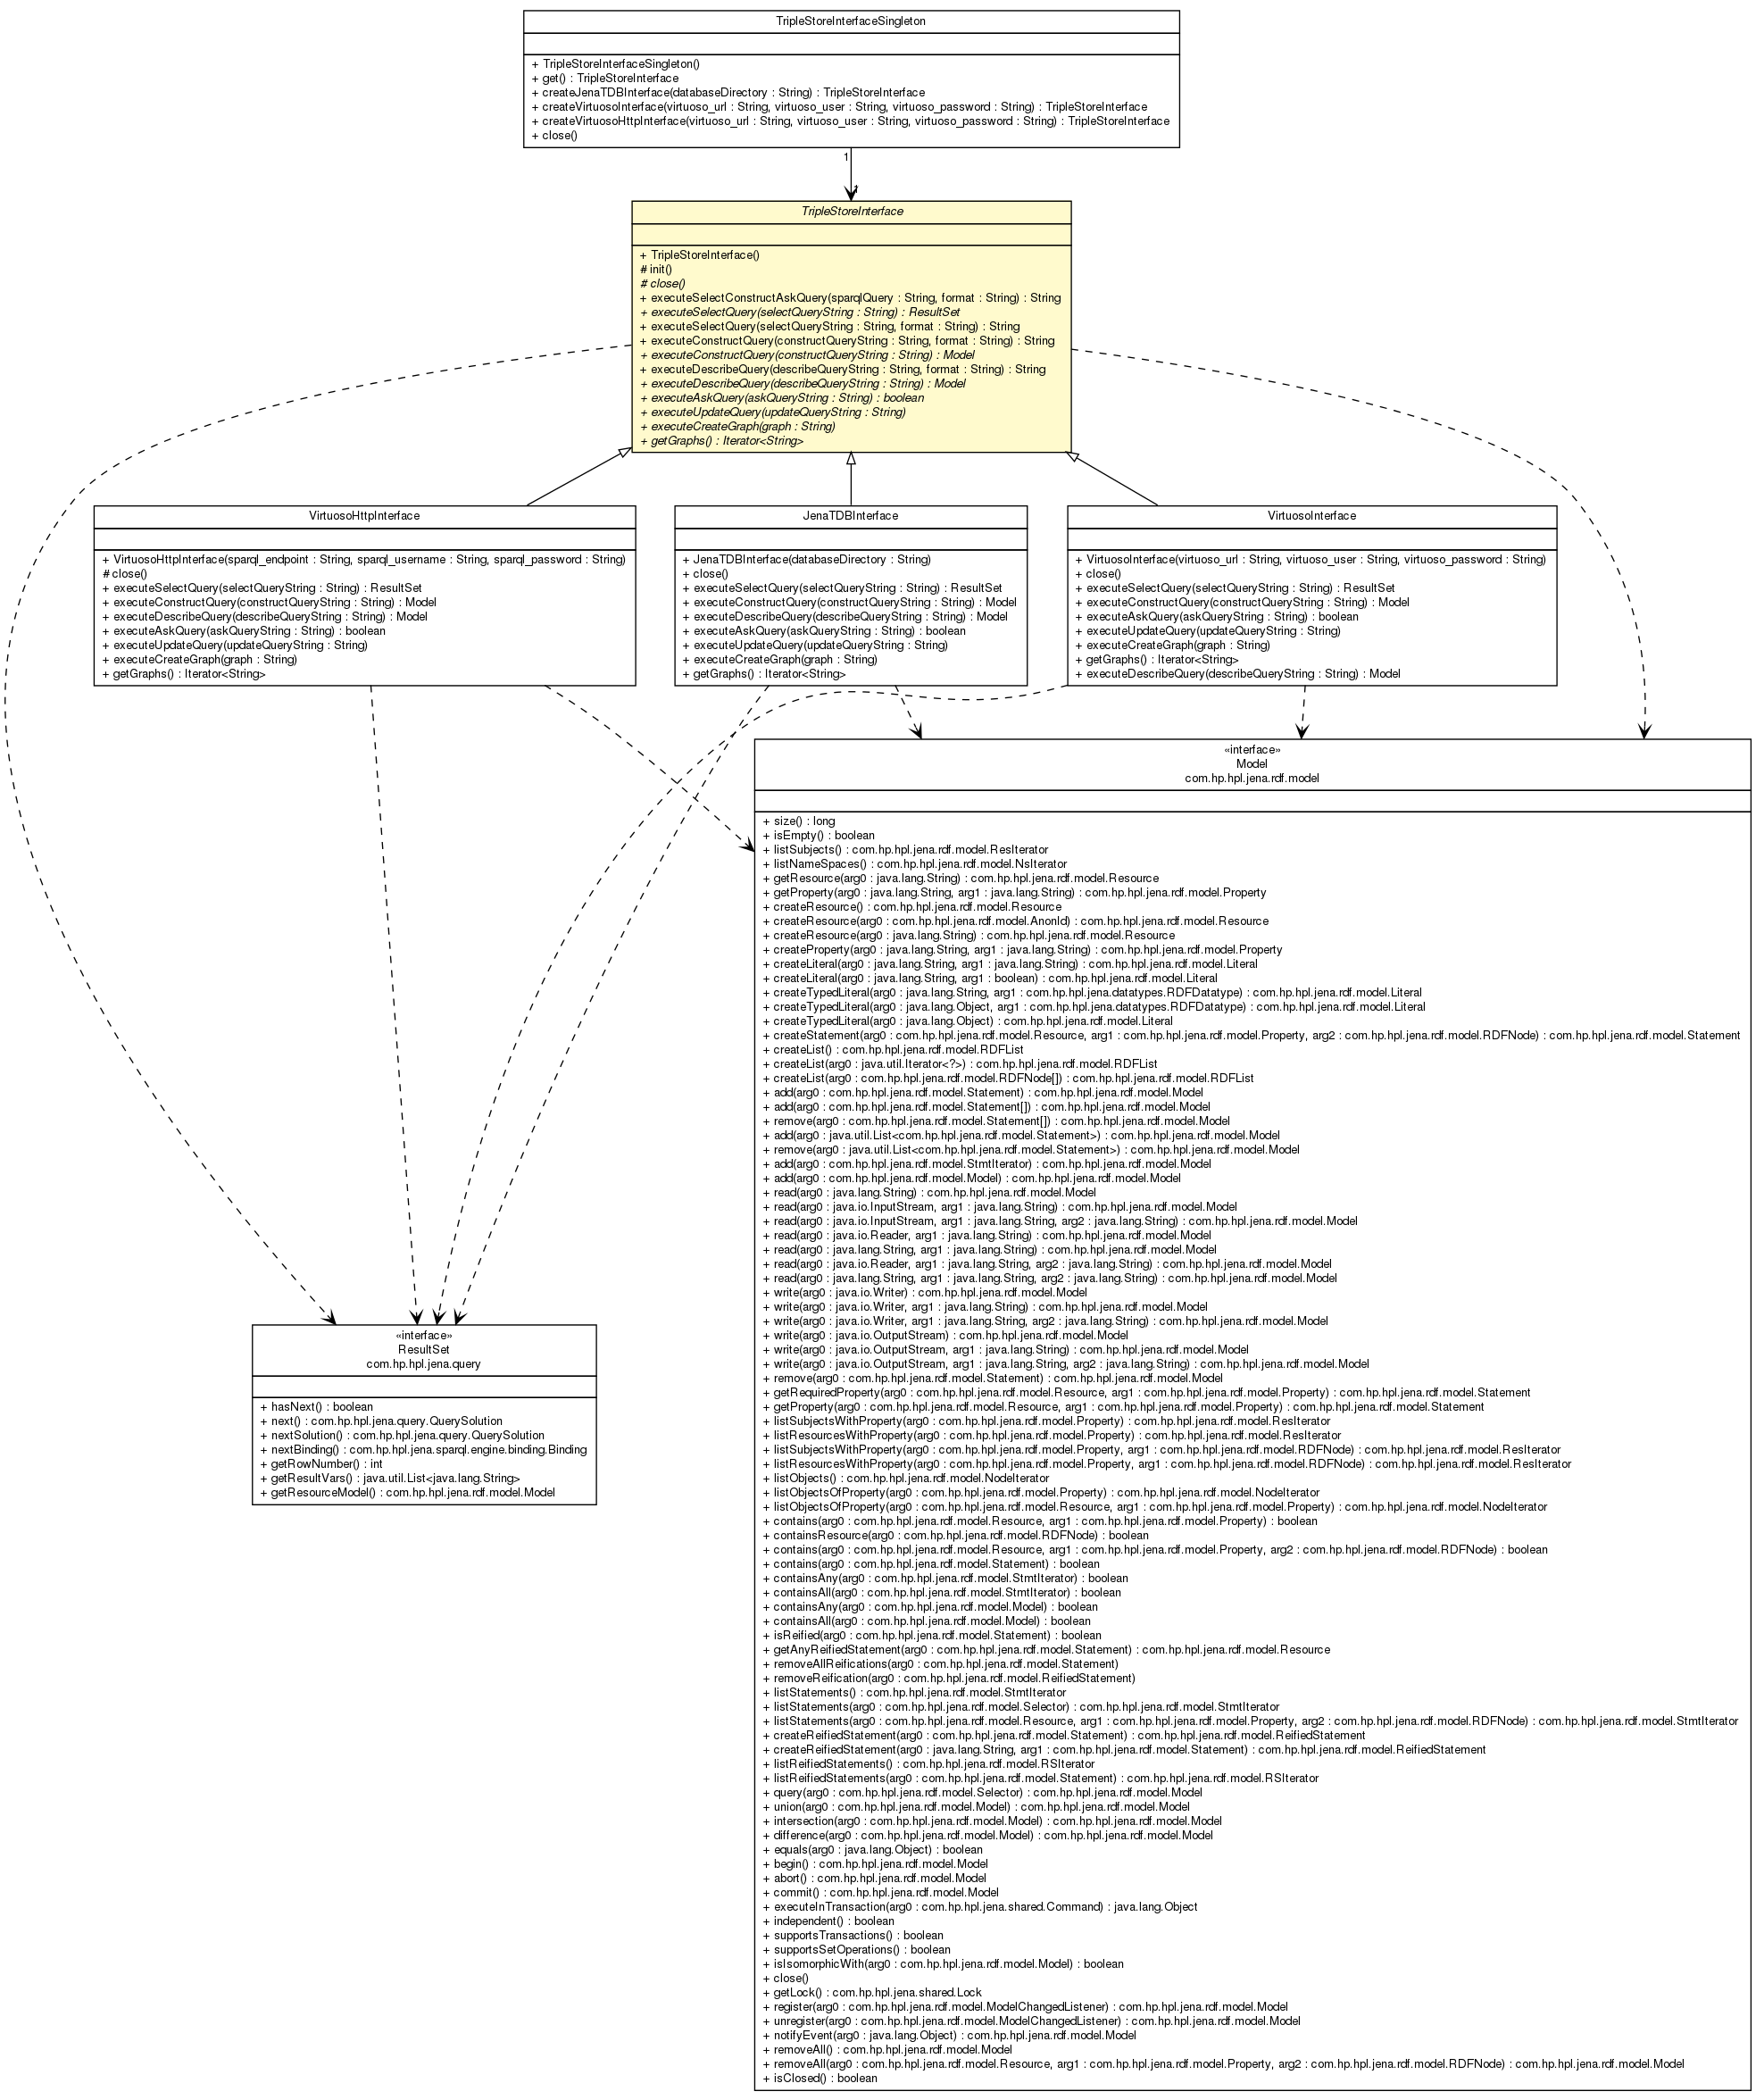 TripleStoreInterfaceSingleton
+ TripleStoreInterfaceSingleton()
+ get() : TripleStoreInterface
+ createJenaTDBInterface(databaseDirectory : String) : TripleStoreInterface
+ createVirtuosoInterface(virtuoso_url : String, virtuoso_user : String, virtuoso_password : String) : TripleStoreInterface
+ createVirtuosoHttpInterface(virtuoso_url : String, virtuoso_user : String, virtuoso_password : String) : TripleStoreInterface
+ close()
1
1
TripleStoreInterface
+ TripleStoreInterface()
# init()
# close()
+ executeSelectConstructAskQuery(sparqlQuery : String, format : String) : String
+ executeSelectQuery(selectQueryString : String) : ResultSet
+ executeSelectQuery(selectQueryString : String, format : String) : String
+ executeConstructQuery(constructQueryString : String, format : String) : String
+ executeConstructQuery(constructQueryString : String) : Model
+ executeDescribeQuery(describeQueryString : String, format : String) : String
+ executeDescribeQuery(describeQueryString : String) : Model
+ executeAskQuery(askQueryString : String) : boolean
+ executeUpdateQuery(updateQueryString : String)
+ executeCreateGraph(graph : String)
+ getGraphs() : Iterator<String>
VirtuosoHttpInterface
+ VirtuosoHttpInterface(sparql_endpoint : String, sparql_username : String, sparql_password : String)
# close()
+ executeSelectQuery(selectQueryString : String) : ResultSet
+ executeConstructQuery(constructQueryString : String) : Model
+ executeDescribeQuery(describeQueryString : String) : Model
+ executeAskQuery(askQueryString : String) : boolean
+ executeUpdateQuery(updateQueryString : String)
+ executeCreateGraph(graph : String)
+ getGraphs() : Iterator<String>
JenaTDBInterface
+ JenaTDBInterface(databaseDirectory : String)
+ close()
+ executeSelectQuery(selectQueryString : String) : ResultSet
+ executeConstructQuery(constructQueryString : String) : Model
+ executeDescribeQuery(describeQueryString : String) : Model
+ executeAskQuery(askQueryString : String) : boolean
+ executeUpdateQuery(updateQueryString : String)
+ executeCreateGraph(graph : String)
+ getGraphs() : Iterator<String>
VirtuosoInterface
+ VirtuosoInterface(virtuoso_url : String, virtuoso_user : String, virtuoso_password : String)
+ close()
+ executeSelectQuery(selectQueryString : String) : ResultSet
+ executeConstructQuery(constructQueryString : String) : Model
+ executeAskQuery(askQueryString : String) : boolean
+ executeUpdateQuery(updateQueryString : String)
+ executeCreateGraph(graph : String)
+ getGraphs() : Iterator<String>
+ executeDescribeQuery(describeQueryString : String) : Model
«interface»
Model
com.hp.hpl.jena.rdf.model
+ size() : long
+ isEmpty() : boolean
+ listSubjects() : com.hp.hpl.jena.rdf.model.ResIterator
+ listNameSpaces() : com.hp.hpl.jena.rdf.model.NsIterator
+ getResource(arg0 : java.lang.String) : com.hp.hpl.jena.rdf.model.Resource
+ getProperty(arg0 : java.lang.String, arg1 : java.lang.String) : com.hp.hpl.jena.rdf.model.Property
+ createResource() : com.hp.hpl.jena.rdf.model.Resource
+ createResource(arg0 : com.hp.hpl.jena.rdf.model.AnonId) : com.hp.hpl.jena.rdf.model.Resource
+ createResource(arg0 : java.lang.String) : com.hp.hpl.jena.rdf.model.Resource
+ createProperty(arg0 : java.lang.String, arg1 : java.lang.String) : com.hp.hpl.jena.rdf.model.Property
+ createLiteral(arg0 : java.lang.String, arg1 : java.lang.String) : com.hp.hpl.jena.rdf.model.Literal
+ createLiteral(arg0 : java.lang.String, arg1 : boolean) : com.hp.hpl.jena.rdf.model.Literal
+ createTypedLiteral(arg0 : java.lang.String, arg1 : com.hp.hpl.jena.datatypes.RDFDatatype) : com.hp.hpl.jena.rdf.model.Literal
+ createTypedLiteral(arg0 : java.lang.Object, arg1 : com.hp.hpl.jena.datatypes.RDFDatatype) : com.hp.hpl.jena.rdf.model.Literal
+ createTypedLiteral(arg0 : java.lang.Object) : com.hp.hpl.jena.rdf.model.Literal
+ createStatement(arg0 : com.hp.hpl.jena.rdf.model.Resource, arg1 : com.hp.hpl.jena.rdf.model.Property, arg2 : com.hp.hpl.jena.rdf.model.RDFNode) : com.hp.hpl.jena.rdf.model.Statement
+ createList() : com.hp.hpl.jena.rdf.model.RDFList
+ createList(arg0 : java.util.Iterator<?>) : com.hp.hpl.jena.rdf.model.RDFList
+ createList(arg0 : com.hp.hpl.jena.rdf.model.RDFNode[]) : com.hp.hpl.jena.rdf.model.RDFList
+ add(arg0 : com.hp.hpl.jena.rdf.model.Statement) : com.hp.hpl.jena.rdf.model.Model
+ add(arg0 : com.hp.hpl.jena.rdf.model.Statement[]) : com.hp.hpl.jena.rdf.model.Model
+ remove(arg0 : com.hp.hpl.jena.rdf.model.Statement[]) : com.hp.hpl.jena.rdf.model.Model
+ add(arg0 : java.util.List<com.hp.hpl.jena.rdf.model.Statement>) : com.hp.hpl.jena.rdf.model.Model
+ remove(arg0 : java.util.List<com.hp.hpl.jena.rdf.model.Statement>) : com.hp.hpl.jena.rdf.model.Model
+ add(arg0 : com.hp.hpl.jena.rdf.model.StmtIterator) : com.hp.hpl.jena.rdf.model.Model
+ add(arg0 : com.hp.hpl.jena.rdf.model.Model) : com.hp.hpl.jena.rdf.model.Model
+ read(arg0 : java.lang.String) : com.hp.hpl.jena.rdf.model.Model
+ read(arg0 : java.io.InputStream, arg1 : java.lang.String) : com.hp.hpl.jena.rdf.model.Model
+ read(arg0 : java.io.InputStream, arg1 : java.lang.String, arg2 : java.lang.String) : com.hp.hpl.jena.rdf.model.Model
+ read(arg0 : java.io.Reader, arg1 : java.lang.String) : com.hp.hpl.jena.rdf.model.Model
+ read(arg0 : java.lang.String, arg1 : java.lang.String) : com.hp.hpl.jena.rdf.model.Model
+ read(arg0 : java.io.Reader, arg1 : java.lang.String, arg2 : java.lang.String) : com.hp.hpl.jena.rdf.model.Model
+ read(arg0 : java.lang.String, arg1 : java.lang.String, arg2 : java.lang.String) : com.hp.hpl.jena.rdf.model.Model
+ write(arg0 : java.io.Writer) : com.hp.hpl.jena.rdf.model.Model
+ write(arg0 : java.io.Writer, arg1 : java.lang.String) : com.hp.hpl.jena.rdf.model.Model
+ write(arg0 : java.io.Writer, arg1 : java.lang.String, arg2 : java.lang.String) : com.hp.hpl.jena.rdf.model.Model
+ write(arg0 : java.io.OutputStream) : com.hp.hpl.jena.rdf.model.Model
+ write(arg0 : java.io.OutputStream, arg1 : java.lang.String) : com.hp.hpl.jena.rdf.model.Model
+ write(arg0 : java.io.OutputStream, arg1 : java.lang.String, arg2 : java.lang.String) : com.hp.hpl.jena.rdf.model.Model
+ remove(arg0 : com.hp.hpl.jena.rdf.model.Statement) : com.hp.hpl.jena.rdf.model.Model
+ getRequiredProperty(arg0 : com.hp.hpl.jena.rdf.model.Resource, arg1 : com.hp.hpl.jena.rdf.model.Property) : com.hp.hpl.jena.rdf.model.Statement
+ getProperty(arg0 : com.hp.hpl.jena.rdf.model.Resource, arg1 : com.hp.hpl.jena.rdf.model.Property) : com.hp.hpl.jena.rdf.model.Statement
+ listSubjectsWithProperty(arg0 : com.hp.hpl.jena.rdf.model.Property) : com.hp.hpl.jena.rdf.model.ResIterator
+ listResourcesWithProperty(arg0 : com.hp.hpl.jena.rdf.model.Property) : com.hp.hpl.jena.rdf.model.ResIterator
+ listSubjectsWithProperty(arg0 : com.hp.hpl.jena.rdf.model.Property, arg1 : com.hp.hpl.jena.rdf.model.RDFNode) : com.hp.hpl.jena.rdf.model.ResIterator
+ listResourcesWithProperty(arg0 : com.hp.hpl.jena.rdf.model.Property, arg1 : com.hp.hpl.jena.rdf.model.RDFNode) : com.hp.hpl.jena.rdf.model.ResIterator
+ listObjects() : com.hp.hpl.jena.rdf.model.NodeIterator
+ listObjectsOfProperty(arg0 : com.hp.hpl.jena.rdf.model.Property) : com.hp.hpl.jena.rdf.model.NodeIterator
+ listObjectsOfProperty(arg0 : com.hp.hpl.jena.rdf.model.Resource, arg1 : com.hp.hpl.jena.rdf.model.Property) : com.hp.hpl.jena.rdf.model.NodeIterator
+ contains(arg0 : com.hp.hpl.jena.rdf.model.Resource, arg1 : com.hp.hpl.jena.rdf.model.Property) : boolean
+ containsResource(arg0 : com.hp.hpl.jena.rdf.model.RDFNode) : boolean
+ contains(arg0 : com.hp.hpl.jena.rdf.model.Resource, arg1 : com.hp.hpl.jena.rdf.model.Property, arg2 : com.hp.hpl.jena.rdf.model.RDFNode) : boolean
+ contains(arg0 : com.hp.hpl.jena.rdf.model.Statement) : boolean
+ containsAny(arg0 : com.hp.hpl.jena.rdf.model.StmtIterator) : boolean
+ containsAll(arg0 : com.hp.hpl.jena.rdf.model.StmtIterator) : boolean
+ containsAny(arg0 : com.hp.hpl.jena.rdf.model.Model) : boolean
+ containsAll(arg0 : com.hp.hpl.jena.rdf.model.Model) : boolean
+ isReified(arg0 : com.hp.hpl.jena.rdf.model.Statement) : boolean
+ getAnyReifiedStatement(arg0 : com.hp.hpl.jena.rdf.model.Statement) : com.hp.hpl.jena.rdf.model.Resource
+ removeAllReifications(arg0 : com.hp.hpl.jena.rdf.model.Statement)
+ removeReification(arg0 : com.hp.hpl.jena.rdf.model.ReifiedStatement)
+ listStatements() : com.hp.hpl.jena.rdf.model.StmtIterator
+ listStatements(arg0 : com.hp.hpl.jena.rdf.model.Selector) : com.hp.hpl.jena.rdf.model.StmtIterator
+ listStatements(arg0 : com.hp.hpl.jena.rdf.model.Resource, arg1 : com.hp.hpl.jena.rdf.model.Property, arg2 : com.hp.hpl.jena.rdf.model.RDFNode) : com.hp.hpl.jena.rdf.model.StmtIterator
+ createReifiedStatement(arg0 : com.hp.hpl.jena.rdf.model.Statement) : com.hp.hpl.jena.rdf.model.ReifiedStatement
+ createReifiedStatement(arg0 : java.lang.String, arg1 : com.hp.hpl.jena.rdf.model.Statement) : com.hp.hpl.jena.rdf.model.ReifiedStatement
+ listReifiedStatements() : com.hp.hpl.jena.rdf.model.RSIterator
+ listReifiedStatements(arg0 : com.hp.hpl.jena.rdf.model.Statement) : com.hp.hpl.jena.rdf.model.RSIterator
+ query(arg0 : com.hp.hpl.jena.rdf.model.Selector) : com.hp.hpl.jena.rdf.model.Model
+ union(arg0 : com.hp.hpl.jena.rdf.model.Model) : com.hp.hpl.jena.rdf.model.Model
+ intersection(arg0 : com.hp.hpl.jena.rdf.model.Model) : com.hp.hpl.jena.rdf.model.Model
+ difference(arg0 : com.hp.hpl.jena.rdf.model.Model) : com.hp.hpl.jena.rdf.model.Model
+ equals(arg0 : java.lang.Object) : boolean
+ begin() : com.hp.hpl.jena.rdf.model.Model
+ abort() : com.hp.hpl.jena.rdf.model.Model
+ commit() : com.hp.hpl.jena.rdf.model.Model
+ executeInTransaction(arg0 : com.hp.hpl.jena.shared.Command) : java.lang.Object
+ independent() : boolean
+ supportsTransactions() : boolean
+ supportsSetOperations() : boolean
+ isIsomorphicWith(arg0 : com.hp.hpl.jena.rdf.model.Model) : boolean
+ close()
+ getLock() : com.hp.hpl.jena.shared.Lock
+ register(arg0 : com.hp.hpl.jena.rdf.model.ModelChangedListener) : com.hp.hpl.jena.rdf.model.Model
+ unregister(arg0 : com.hp.hpl.jena.rdf.model.ModelChangedListener) : com.hp.hpl.jena.rdf.model.Model
+ notifyEvent(arg0 : java.lang.Object) : com.hp.hpl.jena.rdf.model.Model
+ removeAll() : com.hp.hpl.jena.rdf.model.Model
+ removeAll(arg0 : com.hp.hpl.jena.rdf.model.Resource, arg1 : com.hp.hpl.jena.rdf.model.Property, arg2 : com.hp.hpl.jena.rdf.model.RDFNode) : com.hp.hpl.jena.rdf.model.Model
+ isClosed() : boolean
«interface»
ResultSet
com.hp.hpl.jena.query
+ hasNext() : boolean
+ next() : com.hp.hpl.jena.query.QuerySolution
+ nextSolution() : com.hp.hpl.jena.query.QuerySolution
+ nextBinding() : com.hp.hpl.jena.sparql.engine.binding.Binding
+ getRowNumber() : int
+ getResultVars() : java.util.List<java.lang.String>
+ getResourceModel() : com.hp.hpl.jena.rdf.model.Model